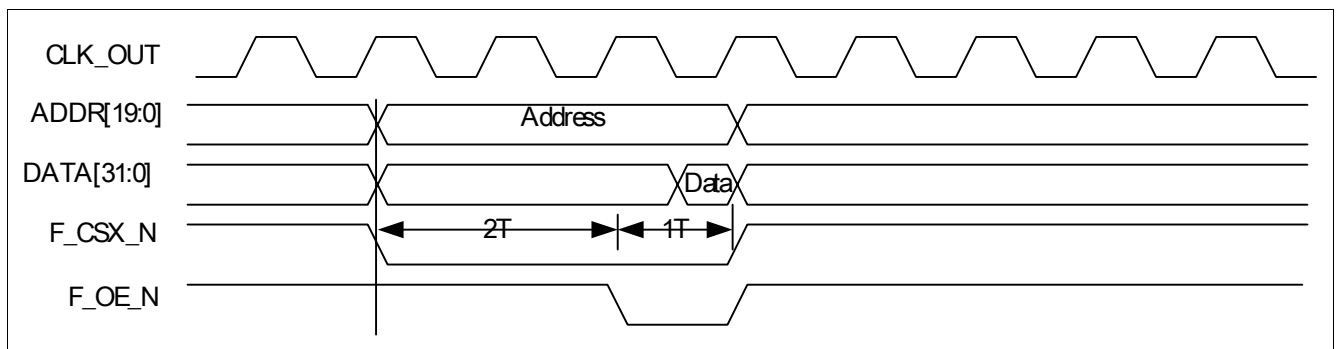 CLK_OUT
ADDR[19:0]
Address
DATA[31:0]
Data
F_CSX_N
2T
1T
F_OE_N